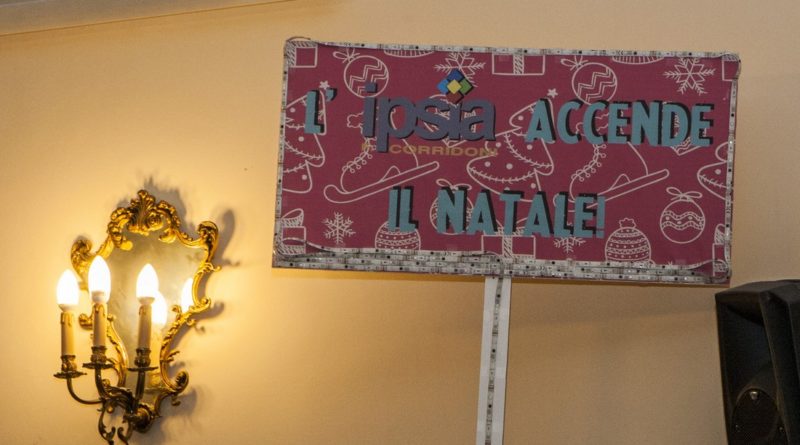 L' ipsia ACCENDE
F. CORRIDONI
IL NATALE!